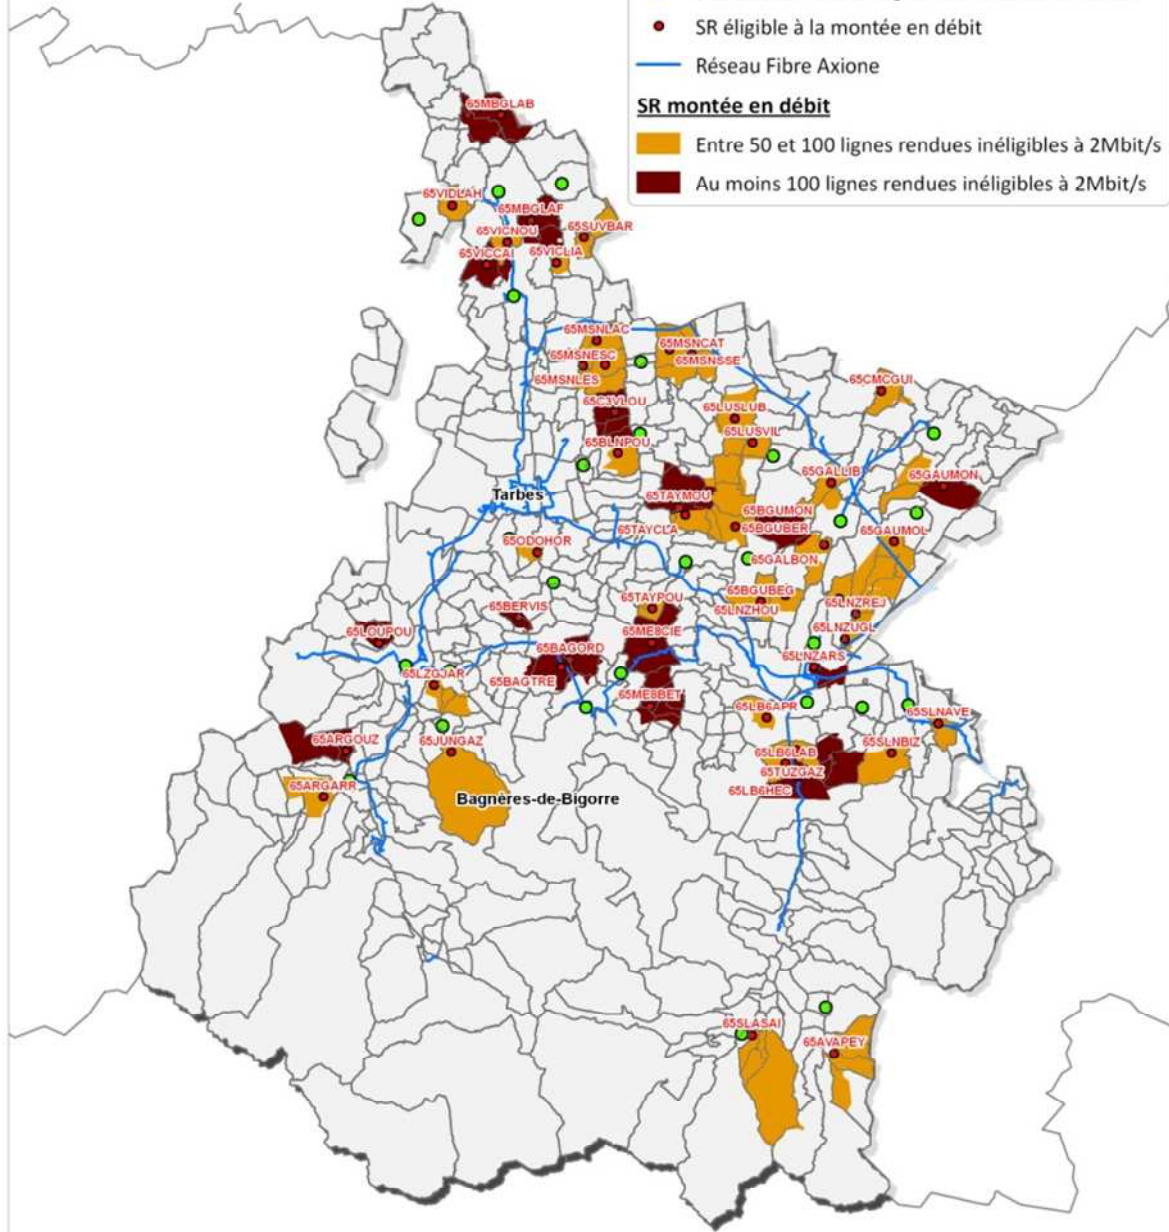 SR éligible à la montée en débit
Réseau Fibre Axione
SR montée en débit
Entre 50 et 100 lignes rendues inéligibles à 2Mbit/s
Au moins 100 lignes rendues inéligibles à 2Mbit/s
65MBGLAB
65VIDLAH
65MBGLAF
65SUVBAR
65VICNOU
65VICCAI
65VICLIA
65MSNLAC
65MSNCAT
65MSNESC
65MSNSSE
65MSNLES
65CMCGUI
65C3VLOU
65LUSLUB
65BLNPOU
65LUSVIL
65GALLIB
65GAUMON
Tarbes
65TAYMOU
65BGUMON
65TAYCLA
65BGUBER
65GAUMOL
65ODOHOR
65GALBON
65TAYPOU
65BGUBEG
65BERVIS
65LNZHOU
65LNZREJ
65LOUPOU
65ME8CIE
65LNZUGL
65BAGORD
65LNZARS
65LZGJAR
65BAGTRE
65ME8BET
65LB6APR
65SLNAVE
65ARGOUZ
65JUNGAZ
65LB6LAB
65SLNBIZ
65TUZGAZ
65ARGARR
65LB6HEC
Bagnères-de-Bigorre
65SLASAI
65AVAPEY